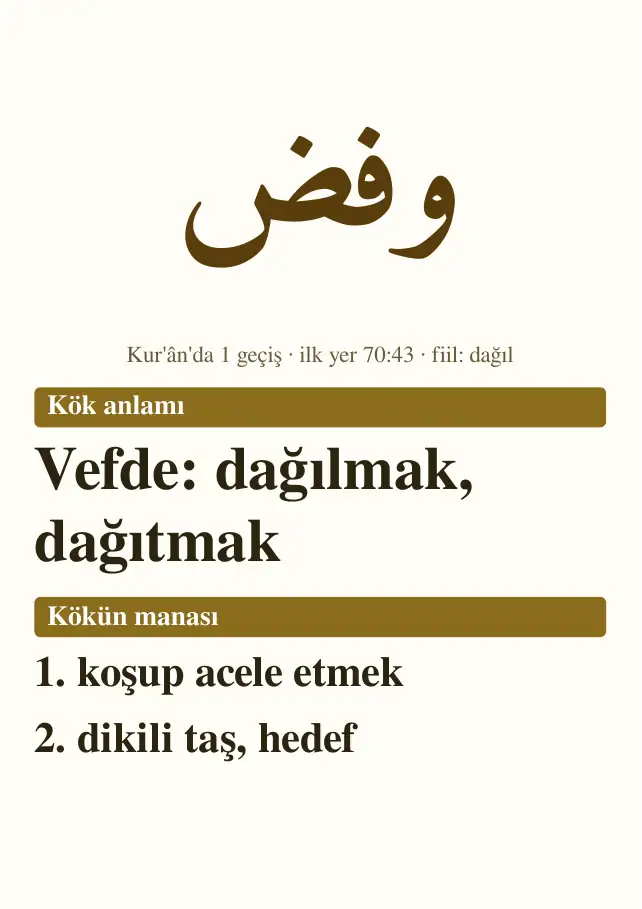 وفض
Kur'ân'da 1 geçiş · ilk yer 70:43 · fiil: dağıl
Kök anlamı
Vefde: dağılmak,
dağıtmak
Kökün manası
1. koşup acele etmek
2. dikili taş, hedef